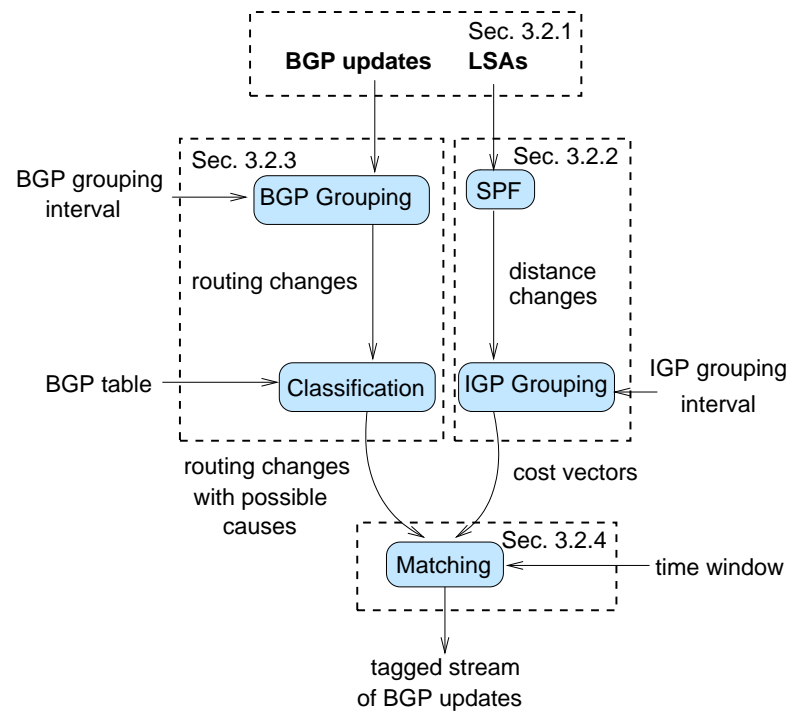 Sec. 3.2.1
BGP updates LSAs
Sec. 3.2.3
Sec. 3.2.2
BGP grouping
interval
BGP Grouping
SPF
routing changes
distance
changes
BGP table
Classification
IGP Grouping
IGP grouping
interval
routing changes
with possible
causes
cost vectors
Sec. 3.2.4
Matching
time window
tagged stream
of BGP updates